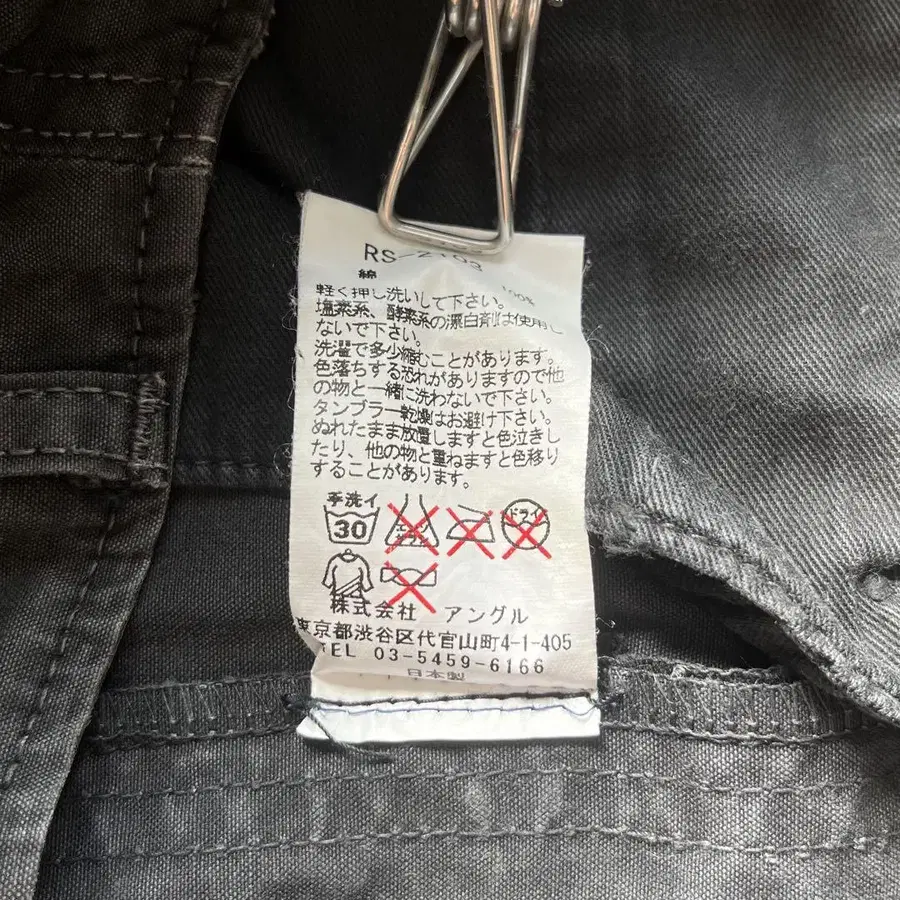 RS-2103
綿 100%
軽く押し洗いして下さい。
塩素系、酵素系の漂白剤は使用し
ないで下さい。
洗濯で多少縮むことがあります。
色落ちする恐れがありますので他
の物と一緒に洗わないで下さい。
タンブラー乾燥はお避け下さい。
ぬれたまま放置しますと色泣きし
たり、他の物と重ねますと色移り
することがあります。
手洗イ
30 エンソ サラシ ドライ
株式会社 アングル
東京都渋谷区代官山町4-1-405
TEL 03-5459-6166
日本製